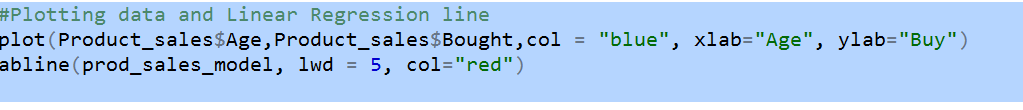 #Plotting data and Linear Regression line
plot(Product_sales$Age,Product_sales$Bought,col = "blue", xlab="Age", ylab="Buy")
abline(prod_sales_model, lwd = 5, col="red")